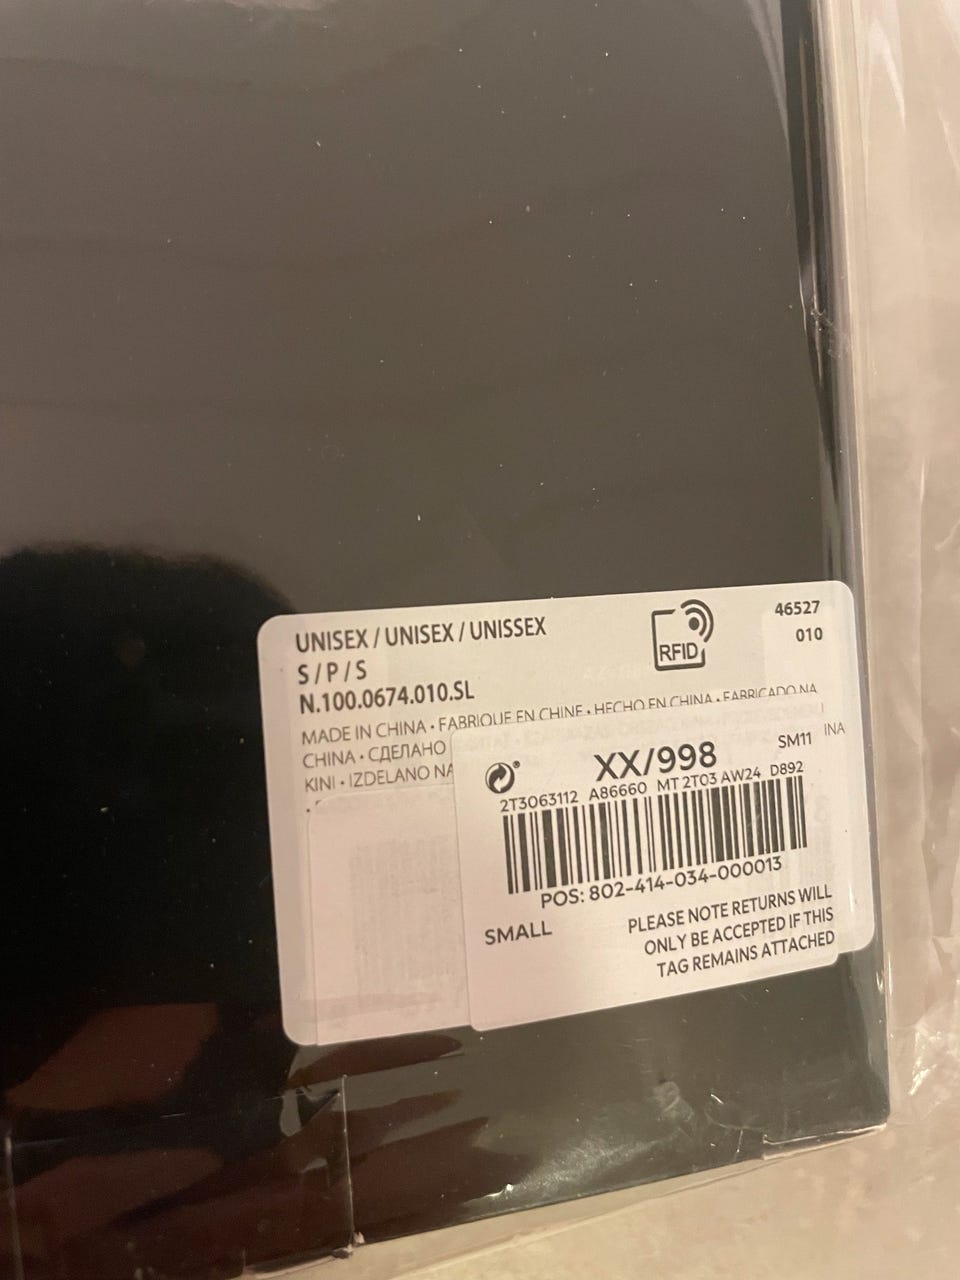 UNISEX / UNISEX / UNISSEX
S / P / S
N.100.0674.010.SL
RFID
46527
010
MADE IN CHINA • FABRIQUE EN CHINE • HECHO EN CHINA • FABRICADO NA
CHINA • СДЕЛАНО
INA
KINI • IZDELANO NA
XX/998
SM11
2T3063112 A86660 MT 2T03 AW24 D892
POS: 802-414-034-000013
SMALL
PLEASE NOTE RETURNS WILL
ONLY BE ACCEPTED IF THIS
TAG REMAINS ATTACHED